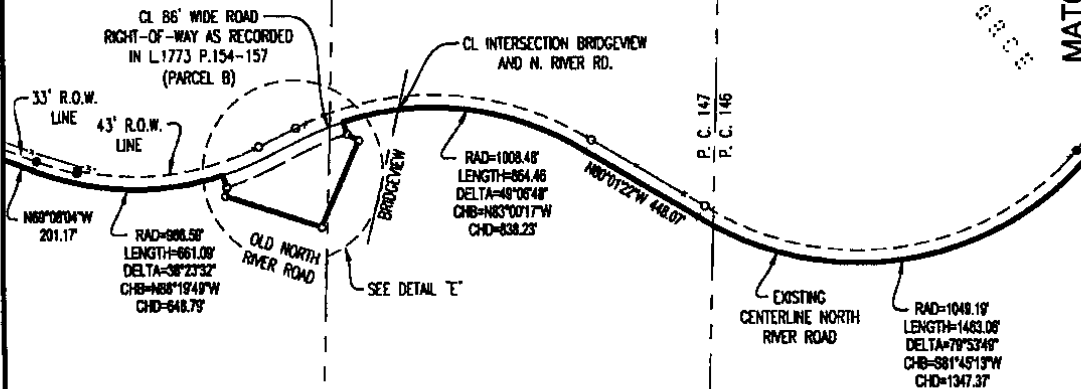 CL 86' WIDE ROAD
RIGHT-OF-WAY AS RECORDED
IN L.1773 P.154-157
(PARCEL B)
CL INTERSECTION BRIDGEVIEW
AND N. RIVER RD.
33' R.O.W.
LINE
43' R.O.W.
LINE
P. C. 147
P. C. 146
BRIDGEVIEW
RAD=1008.48'
LENGTH=864.46
DELTA=49°06'48"
CHB=N83°00'17"W
CHD=838.23'
N60°01'22"W 448.07'
N69°08'04"W
201.17'
RAD=986.59'
LENGTH=661.09'
DELTA=38°23'32"
CHB=N88°19'49"W
CHD=648.79'
OLD NORTH
RIVER ROAD
SEE DETAIL "E"
EXISTING
CENTERLINE NORTH
RIVER ROAD
RAD=1049.19'
LENGTH=1463.06'
DELTA=79°53'49"
CHB=S81°45'13"W
CHD=1347.37'